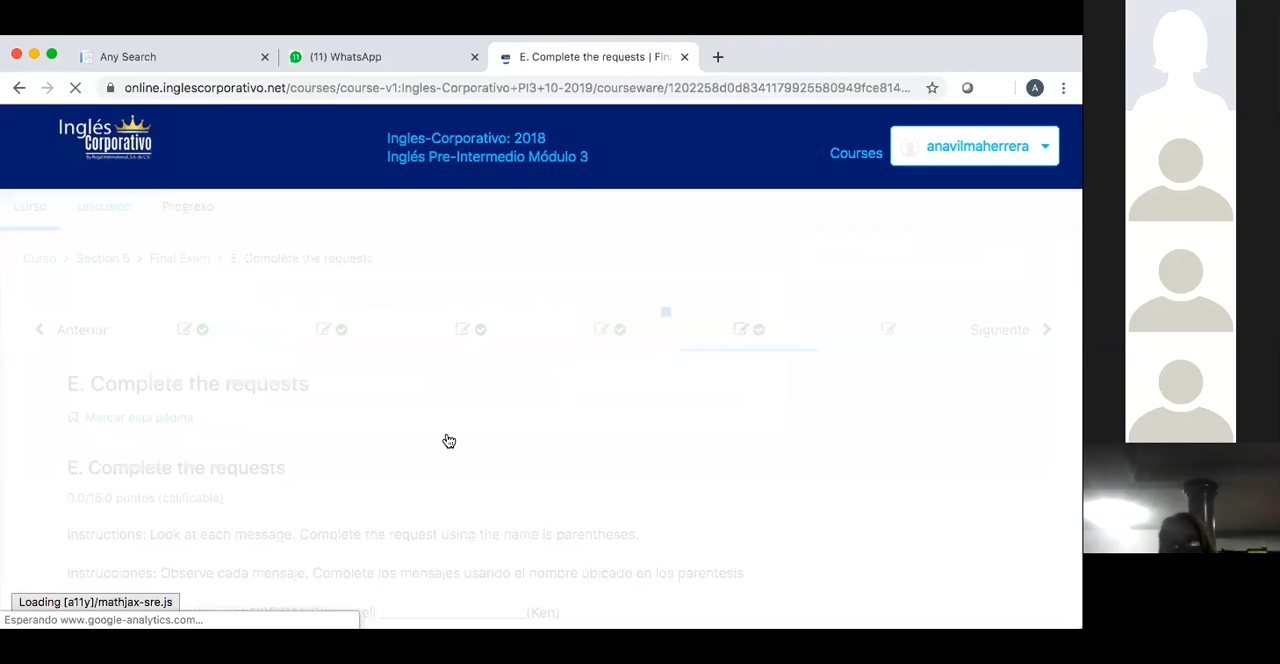 Any Search
(11) WhatsApp
E. Complete the requests | Fin
online.inglescorporativo.net/courses/course-v1:Ingles-Corporativo+PI3+10-2019/courseware/1202258d0d8341179925580949fce814...
A
Inglés Corporativo
Ingles-Corporativo: 2018
Inglés Pre-Intermedio Módulo 3
Courses
anavilmaherrera
Curso
Discusión
Progreso
Curso > Section 5 > Final Exam > E. Complete the requests
Anterior
Siguiente
E. Complete the requests
Marcar esta página
E. Complete the requests
0.0/15.0 puntos (calificable)
Instructions: Look at each message. Complete the request using the name is parentheses.
Instrucciones: Observe cada mensaje. Complete los mensajes usando el nombre úbicado en los parentesis
(Ken)
Loading [a11y]/mathjax-sre.js
Esperando www.google-analytics.com...